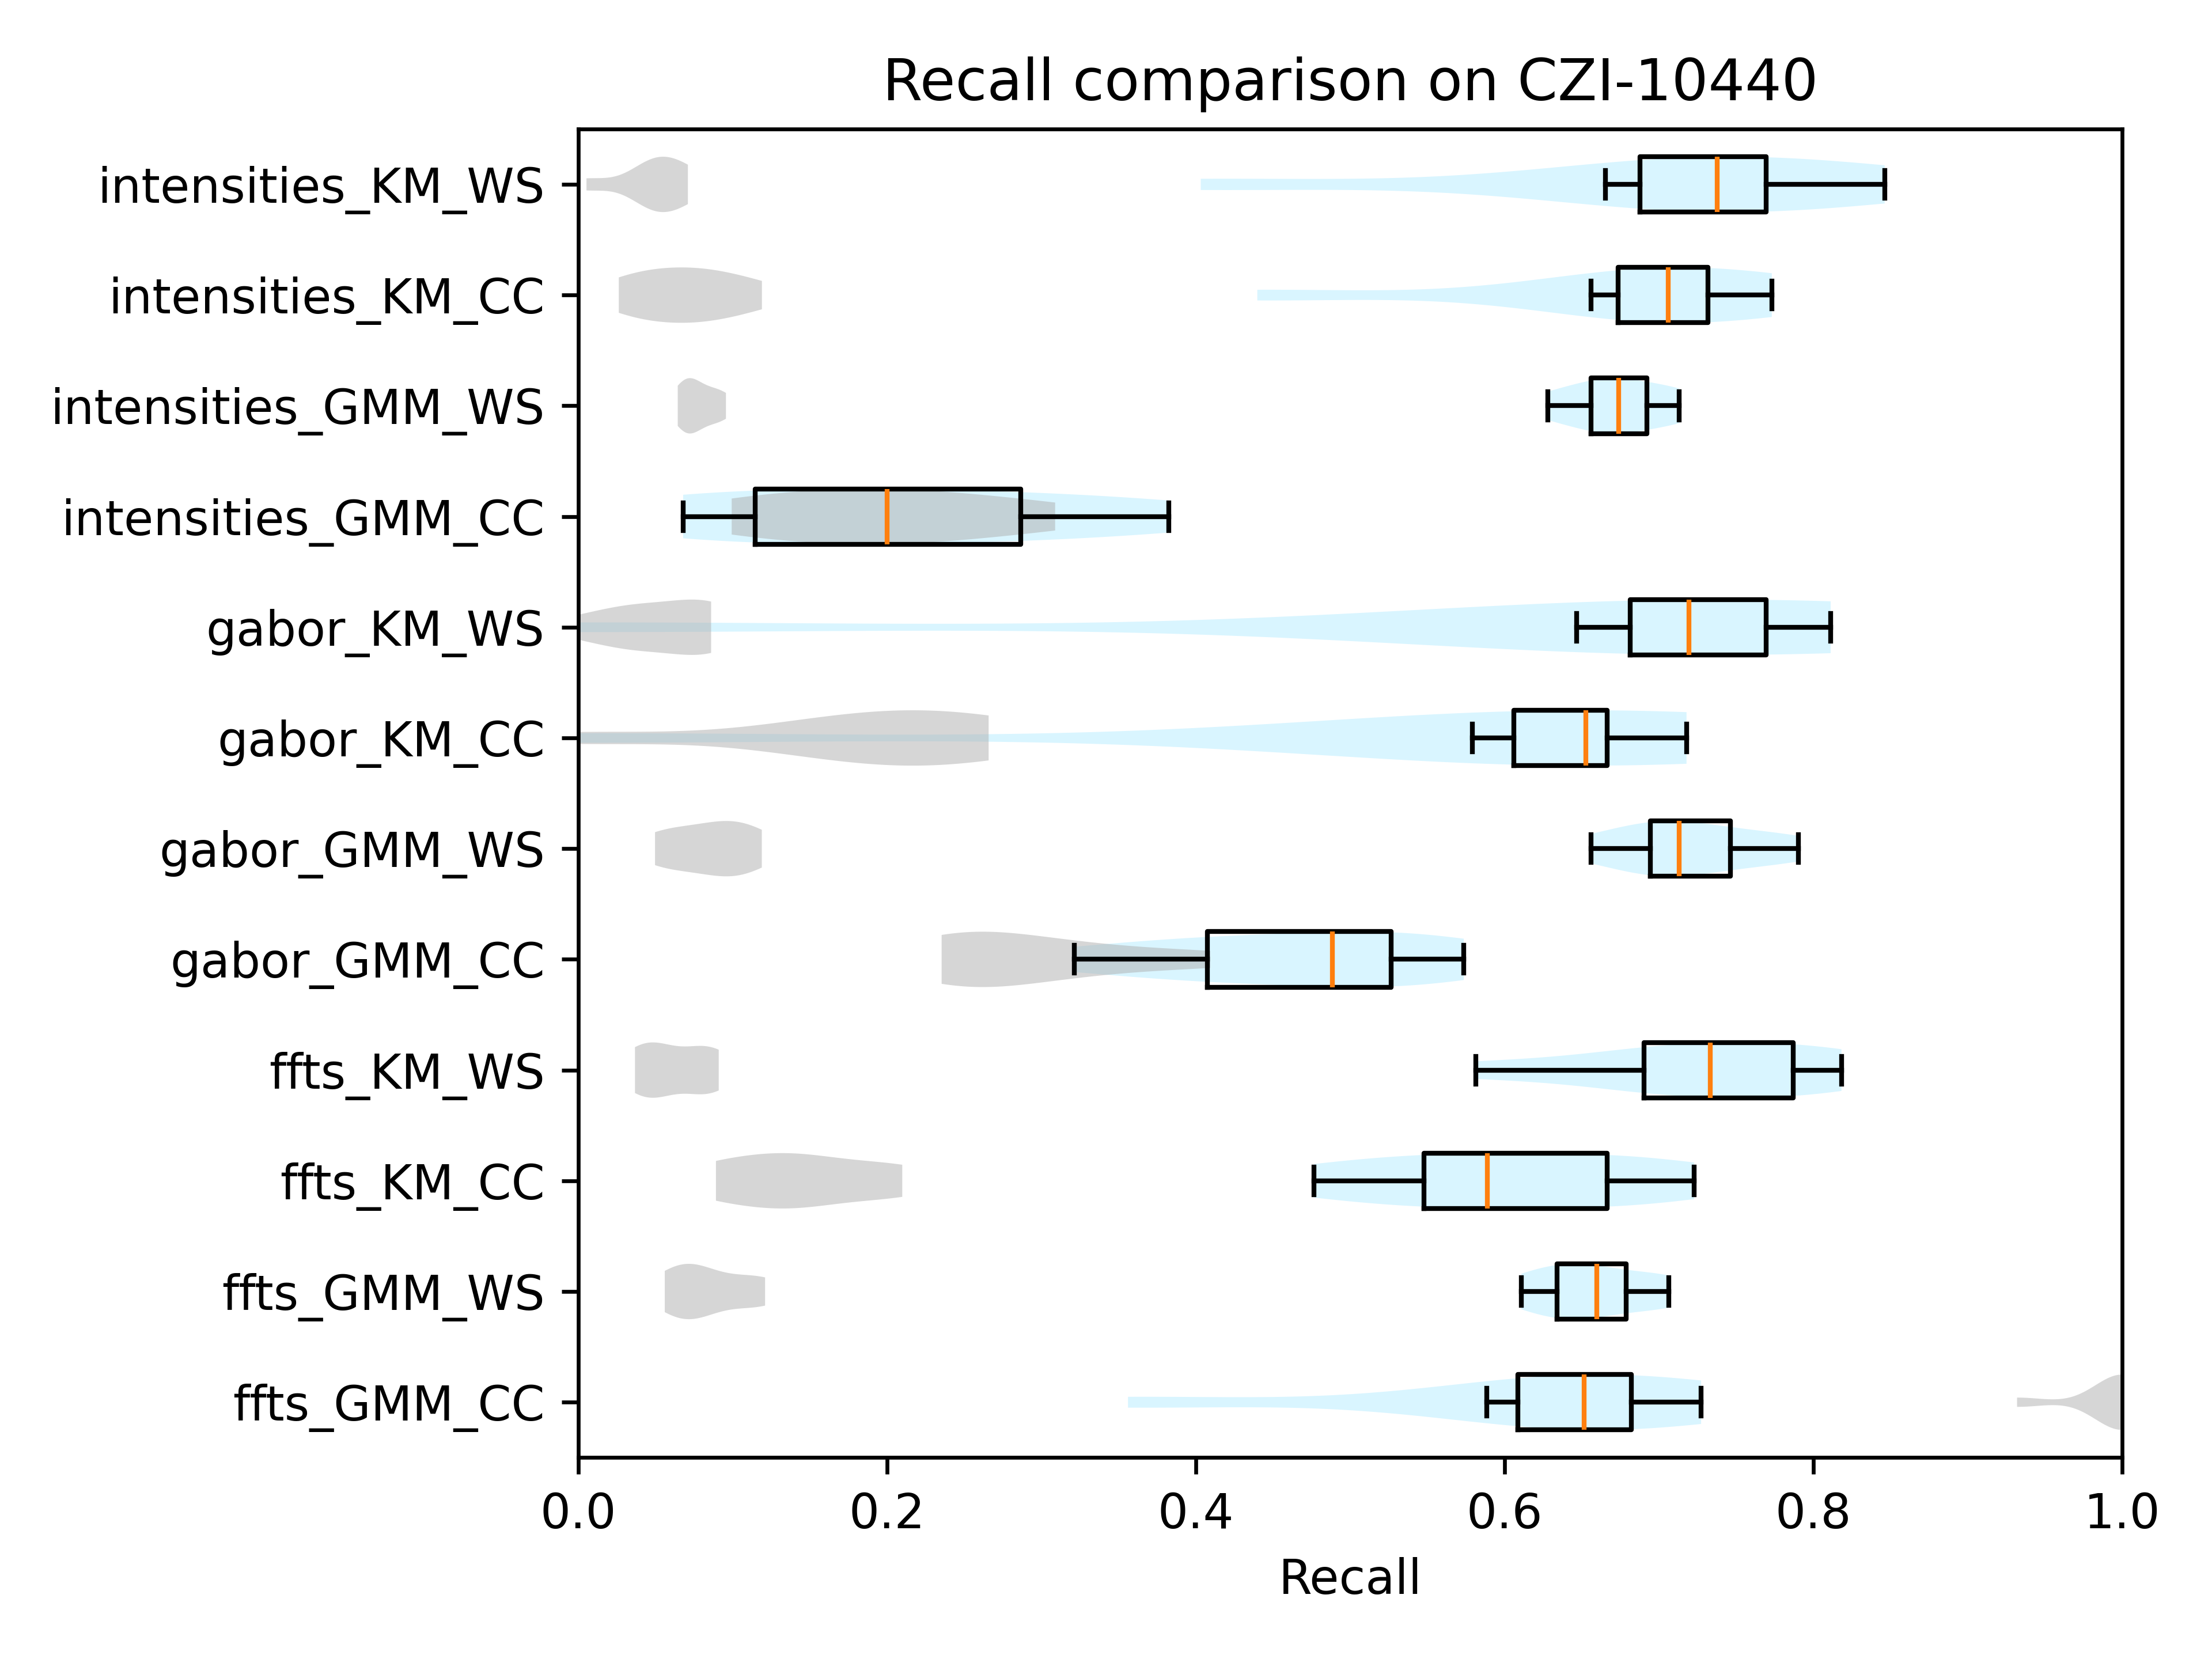 Recall comparison on CZI-10440
intensities_KM_WS
intensities_KM_CC
intensities_GMM_WS
intensities_GMM_CC
gabor_KM_WS
gabor_KM_CC
gabor_GMM_WS
gabor_GMM_CC
ffts_KM_WS
ffts_KM_CC
ffts_GMM_WS
ffts_GMM_CC
0.0 0.2 0.4 0.6 0.8 1.0
Recall